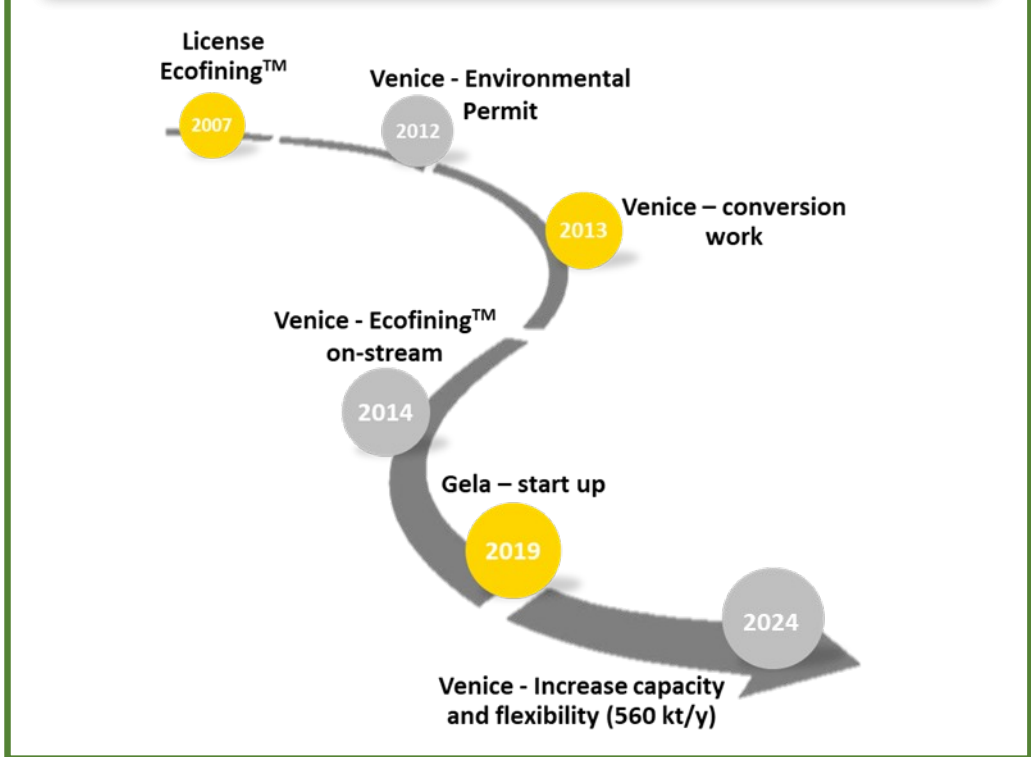 License
Ecofining™
2007
Venice - Environmental
Permit
2012
Venice – conversion
work
2013
Venice - Ecofining™
on-stream
2014
Gela – start up
2019
2024
Venice - Increase capacity
and flexibility (560 kt/y)